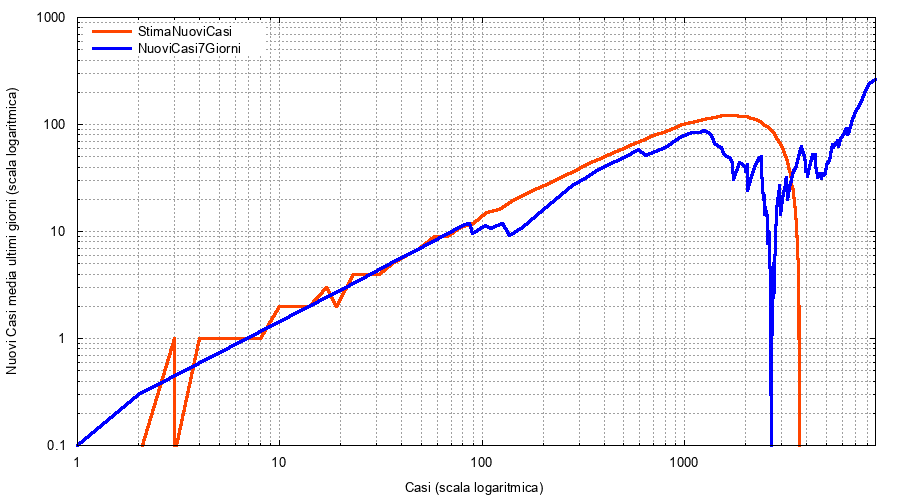 1000
StimaNuoviCasi
NuoviCasi7Giorni
100
10
1
0.1
Nuovi Casi media ultimi giorni (scala logaritmica)
1 10 100 1000
Casi (scala logaritmica)